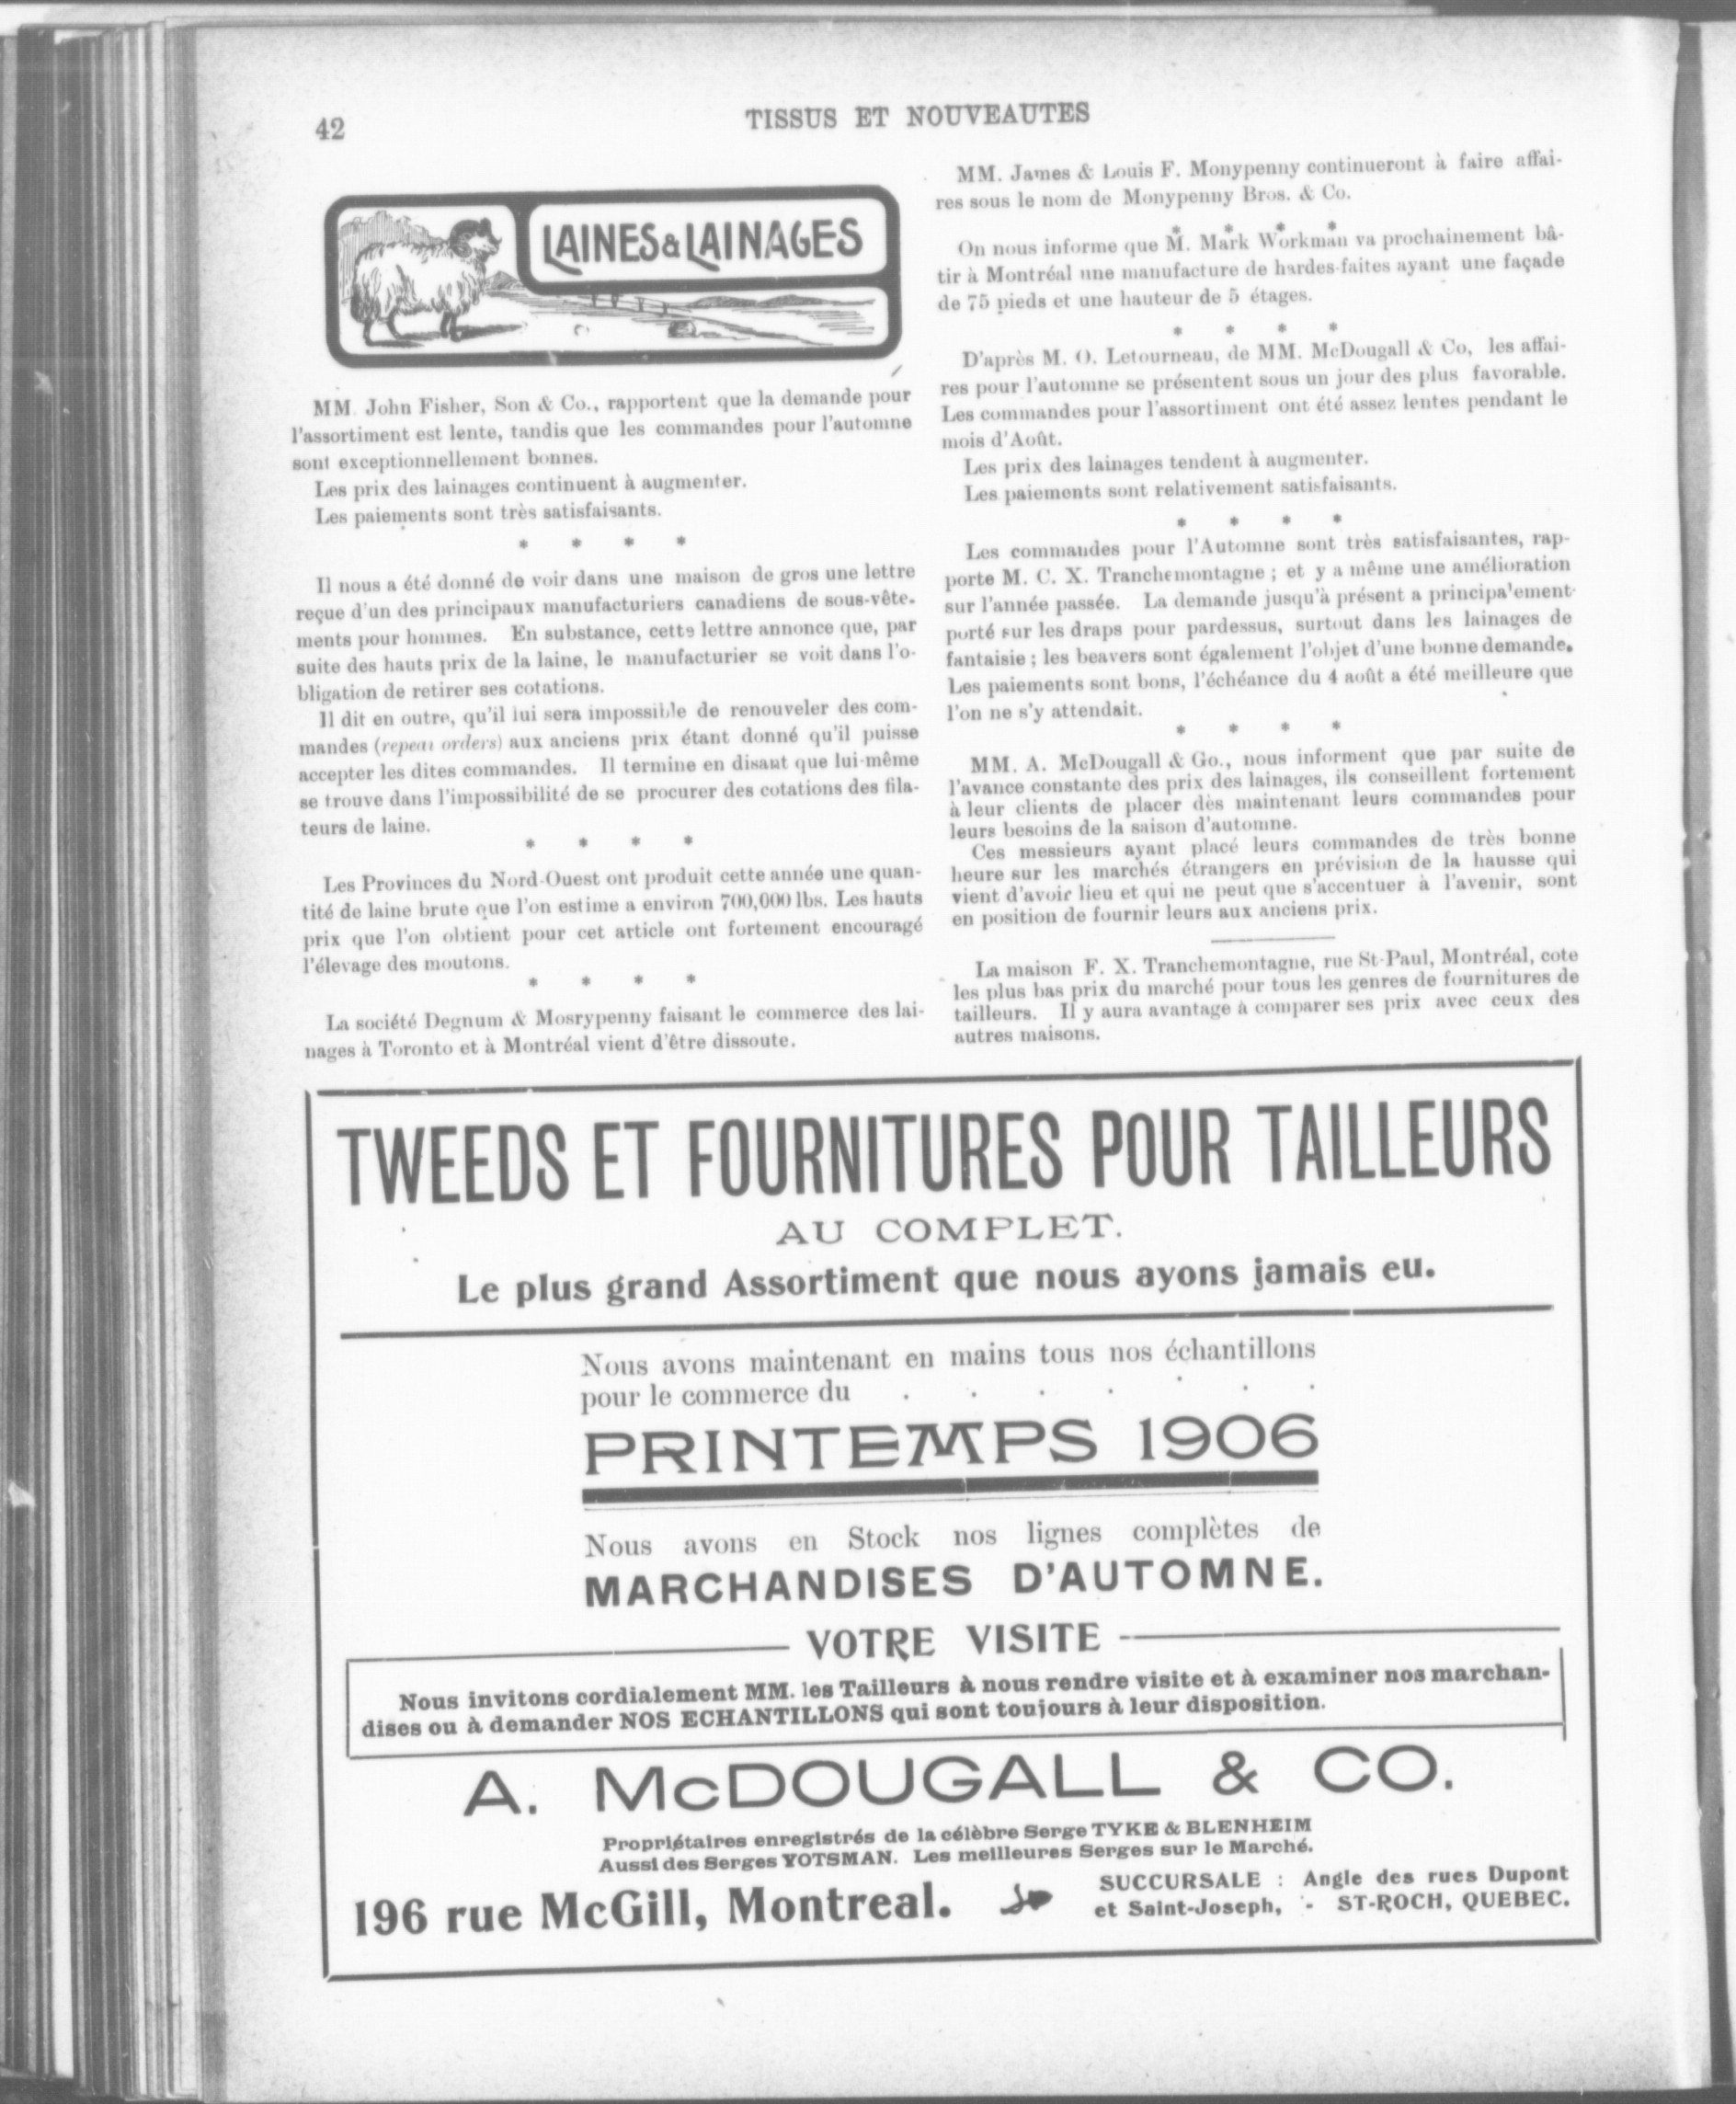 42
TISSUS ET NOUVEAUTES
LAINES & LAINAGES
MM. John Fisher, Son & Co., rapportent que la demande pour
l'assortiment est lente, tandis que les commandes pour l'automne
sont exceptionnellement bonnes.
Les prix des lainages continuent à augmenter.
Les paiements sont très satisfaisants.
* * * *
Il nous a été donné de voir dans une maison de gros une lettre
reçue d'un des principaux manufacturiers canadiens de sous-vête-
ments pour hommes. En substance, cette lettre annonce que, par
suite des hauts prix de la laine, le manufacturier se voit dans l'o-
bligation de retirer ses cotations.
Il dit en outre, qu'il lui sera impossible de renouveler des com-
mandes (repeat orders) aux anciens prix étant donné qu'il puisse
accepter les dites commandes. Il termine en disant que lui-même
se trouve dans l'impossibilité de se procurer des cotations des fila-
teurs de laine.
* * * *
Les Provinces du Nord-Ouest ont produit cette année une quan-
tité de laine brute que l'on estime a environ 700,000 lbs. Les hauts
prix que l'on obtient pour cet article ont fortement encouragé
l'élevage des moutons.
* * * *
La société Degnum & Mosrypenny faisant le commerce des lai-
nages à Toronto et à Montréal vient d'être dissoute.
MM. James & Louis F. Monypenny continueront à faire affai-
res sous le nom de Monypenny Bros. & Co.
* * * *
On nous informe que M. Mark Workman va prochainement bâ-
tir à Montréal une manufacture de hardes-faites ayant une façade
de 75 pieds et une hauteur de 5 étages.
* * * *
D'après M. O. Letourneau, de MM. McDougall & Co, les affai-
res pour l'automne se présentent sous un jour des plus favorable.
Les commandes pour l'assortiment ont été assez lentes pendant le
mois d'Août.
Les prix des lainages tendent à augmenter.
Les paiements sont relativement satisfaisants.
* * * *
Les commandes pour l'Automne sont très satisfaisantes, rap-
porte M. C. X. Tranchemontagne ; et y a même une amélioration
sur l'année passée. La demande jusqu'à présent a principa'ement
porté sur les draps pour pardessus, surtout dans les lainages de
fantaisie ; les beavers sont également l'objet d'une bonne demande.
Les paiements sont bons, l'échéance du 4 août a été meilleure que
l'on ne s'y attendait.
* * * *
MM. A. McDougall & Go., nous informent que par suite de
l'avance constante des prix des lainages, ils conseillent fortement
à leur clients de placer dès maintenant leurs commandes pour
leurs besoins de la saison d'automne.
Ces messieurs ayant placé leurs commandes de très bonne
heure sur les marchés étrangers en prévision de la hausse qui
vient d'avoir lieu et qui ne peut que s'accentuer à l'avenir, sont
en position de fournir leurs aux anciens prix.
La maison F. X. Tranchemontagne, rue St-Paul, Montréal, cote
les plus bas prix du marché pour tous les genres de fournitures de
tailleurs. Il y aura avantage à comparer ses prix avec ceux des
autres maisons.
TWEEDS ET FOURNITURES POUR TAILLEURS
AU COMPLET.
Le plus grand Assortiment que nous ayons jamais eu.
Nous avons maintenant en mains tous nos échantillons
pour le commerce du . . . . . . .
PRINTEMPS 1906
Nous avons en Stock nos lignes complètes de
MARCHANDISES D'AUTOMNE.
VOTRE VISITE
Nous invitons cordialement MM. les Tailleurs à nous rendre visite et à examiner nos marchan-
dises ou à demander NOS ECHANTILLONS qui sont toujours à leur disposition.
A. McDOUGALL & CO.
Propriétaires enregistrés de la célèbre Serge TYKE & BLENHEIM
Aussi des Serges YOTSMAN. Les meilleures Serges sur le Marché.
196 rue McGill, Montreal.
SUCCURSALE : Angle des rues Dupont
et Saint-Joseph, - ST-ROCH, QUEBEC.